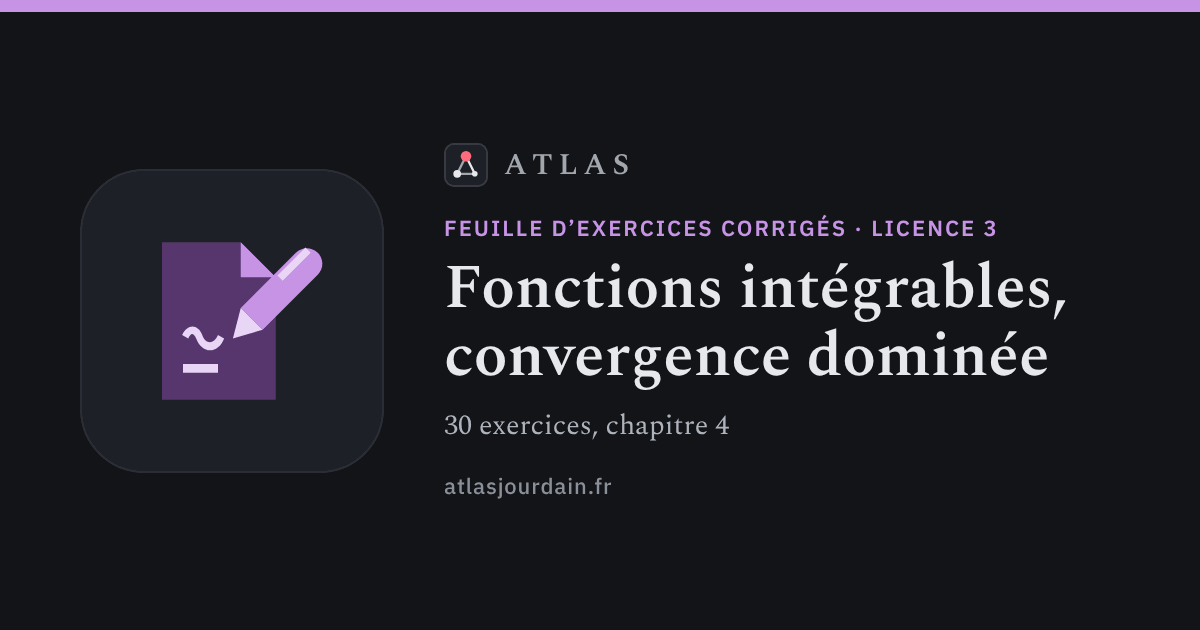 ATLAS
FEUILLE D’EXERCICES CORRIGÉS · LICENCE 3
Fonctions intégrables,
convergence dominée
30 exercices, chapitre 4
atlasjourdain.fr